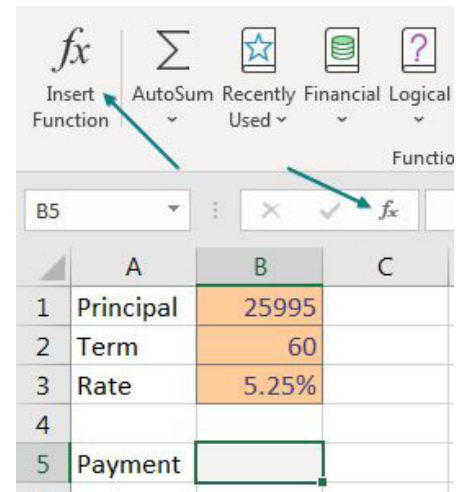 fx
Insert Function
AutoSum
Recently Used
Financial
Logical
?
Functio
B5
fx
A B C
1 Principal 25995
2 Term 60
3 Rate 5.25%
4
5 Payment